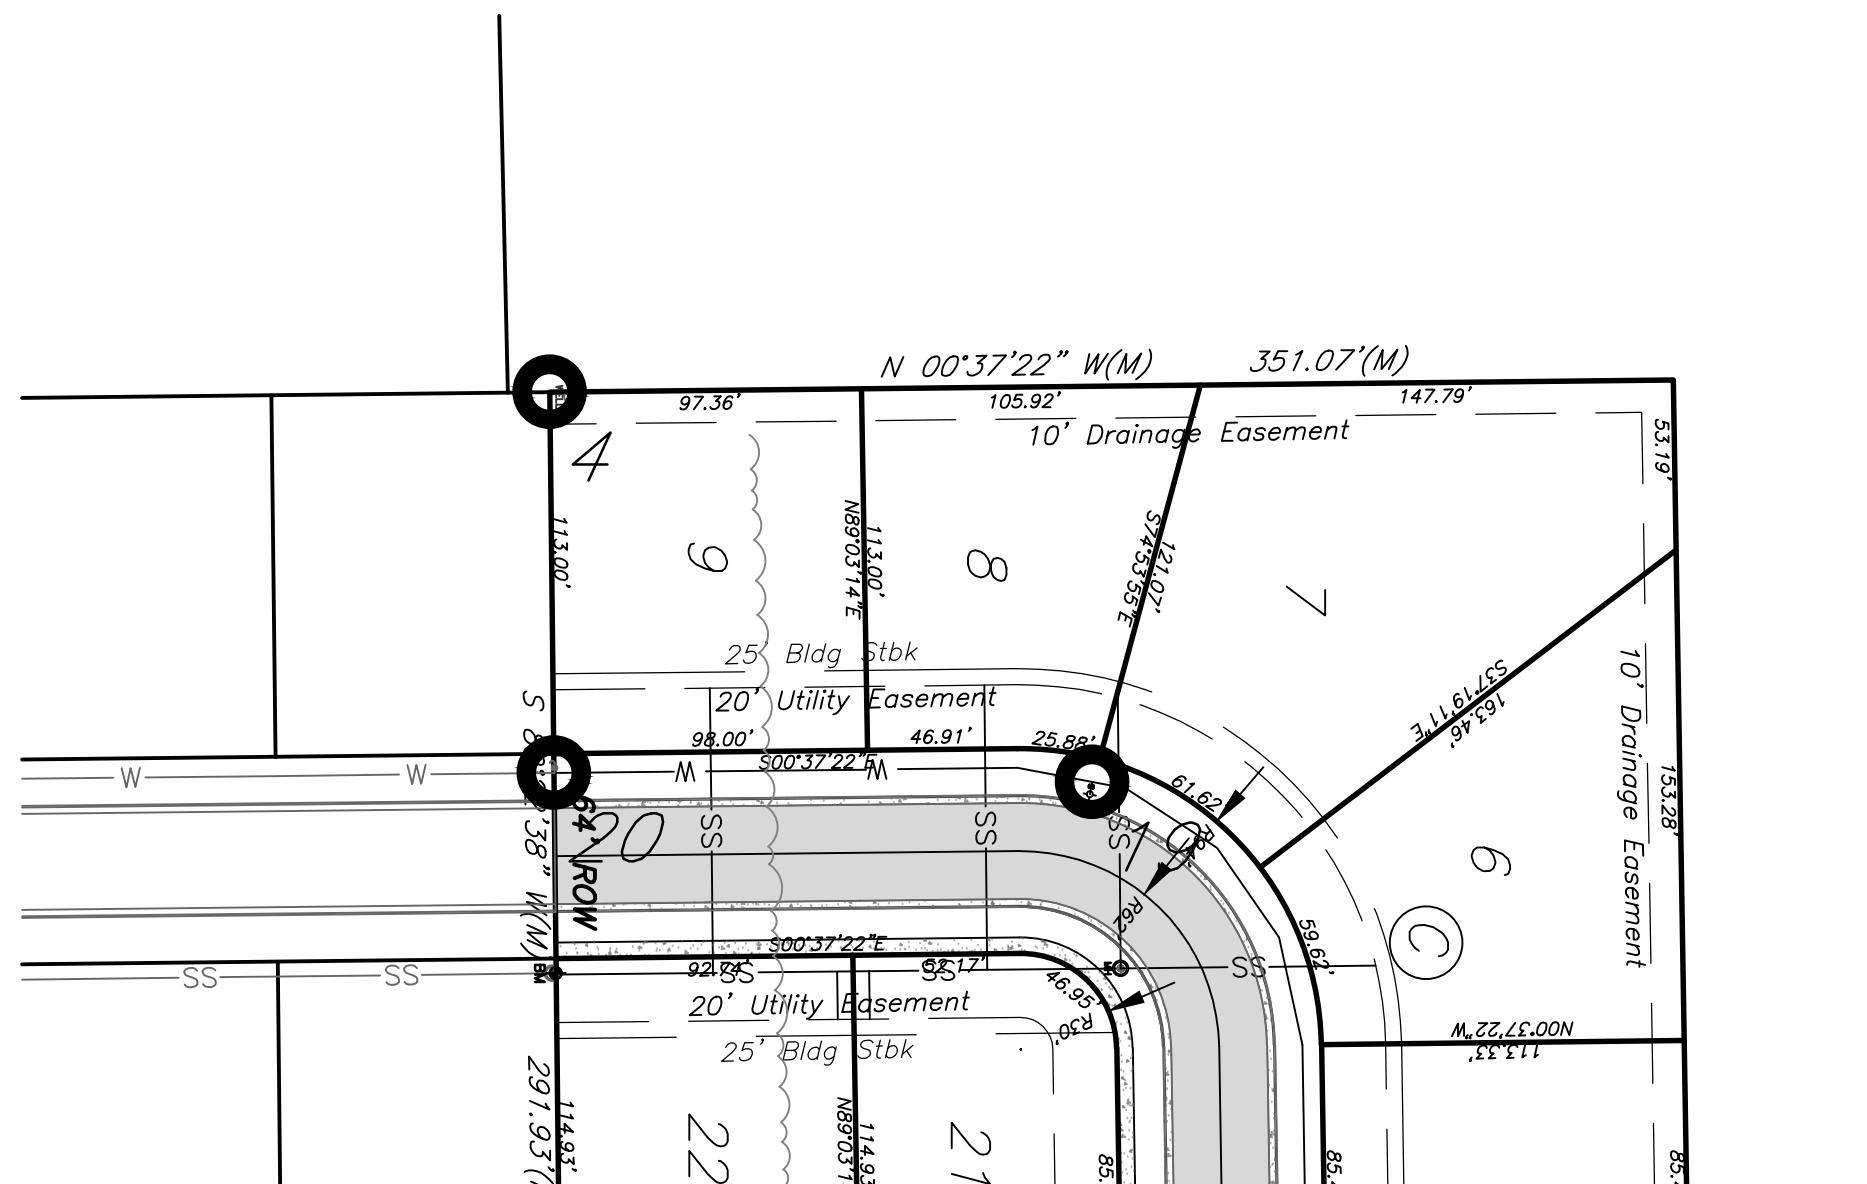 N 00°37'22" W(M)
351.07'(M)
97.36'
105.92'
147.79'
10' Drainage Easement
53.19'
4
113.00'
9
N89°03'14"E
113.00'
8
S74°53'55"E
121.07'
7
25' Bldg Stbk
20' Utility Easement
S37°19'11"E
163.46'
10' Drainage Easement
153.28'
98.00'
46.91'
25.88'
S00°37'22"E
W
W
W
W
61.62'
64' ROW
20
SS
SS
SS
19
R62'
6
C
59.62'
S00°37'22"E
92.74'
52.17'
SS
SS
SS
SS
SS
BM
46.95'
R30'
20' Utility Easement
25' Bldg Stbk
N00°37'22"W
113.33'
291.93'
114.93'
22
114.93
21